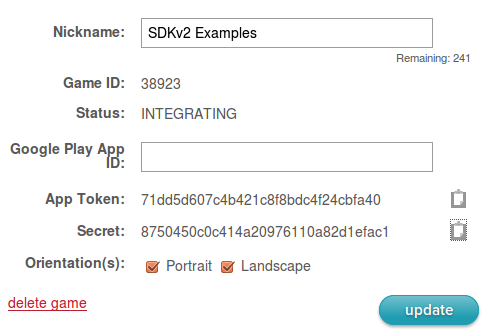 Nickname: SDKv2 Examples
Remaining: 241
Game ID: 38923
Status: INTEGRATING
Google Play App ID:
App Token: 71dd5d607c4b421c8f8bdc4f24cbfa40
Secret: 8750450c0c414a20976110a82d1efac1
Orientation(s): Portrait Landscape
delete game update